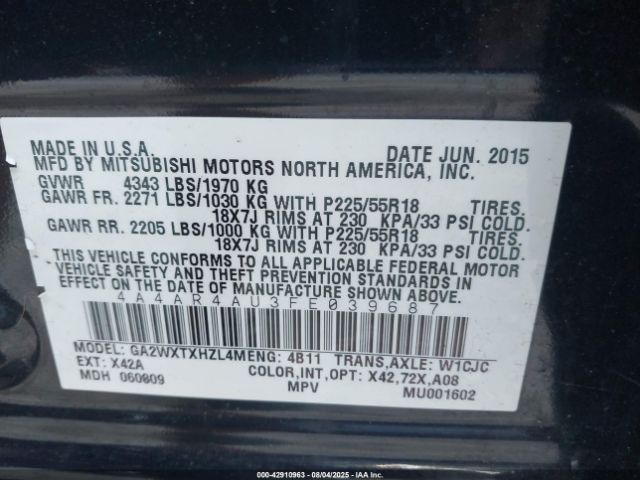 MADE IN U.S.A. DATE JUN. 2015
MFD BY MITSUBISHI MOTORS NORTH AMERICA, INC.
GVWR 4343 LBS/1970 KG
GAWR FR. 2271 LBS/1030 KG WITH P225/55R18 TIRES.
18X7J RIMS AT 230 KPA/33 PSI COLD.
GAWR RR. 2205 LBS/1000 KG WITH P225/55R18 TIRES.
18X7J RIMS AT 230 KPA/33 PSI COLD.
THIS VEHICLE CONFORMS TO ALL APPLICABLE FEDERAL MOTOR
VEHICLE SAFETY AND THEFT PREVENTION STANDARDS IN
EFFECT ON THE DATE OF MANUFACTURE SHOWN ABOVE.
4A4AR4AU3FE039687
MODEL: GA2WXTXHZL4MENG: 4B11 TRANS,AXLE: W1CJC
EXT: X42A COLOR,INT,OPT: X42,72X,A08
MDH 060809 MPV MU001602
000-42910963 - 08/04/2025 - IAAI.COM